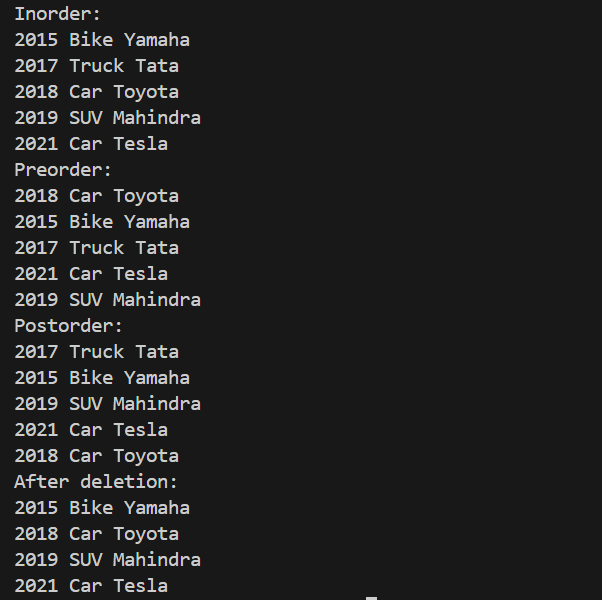 Inorder:
2015 Bike Yamaha
2017 Truck Tata
2018 Car Toyota
2019 SUV Mahindra
2021 Car Tesla
Preorder:
2018 Car Toyota
2015 Bike Yamaha
2017 Truck Tata
2021 Car Tesla
2019 SUV Mahindra
Postorder:
2017 Truck Tata
2015 Bike Yamaha
2019 SUV Mahindra
2021 Car Tesla
2018 Car Toyota
After deletion:
2015 Bike Yamaha
2018 Car Toyota
2019 SUV Mahindra
2021 Car Tesla